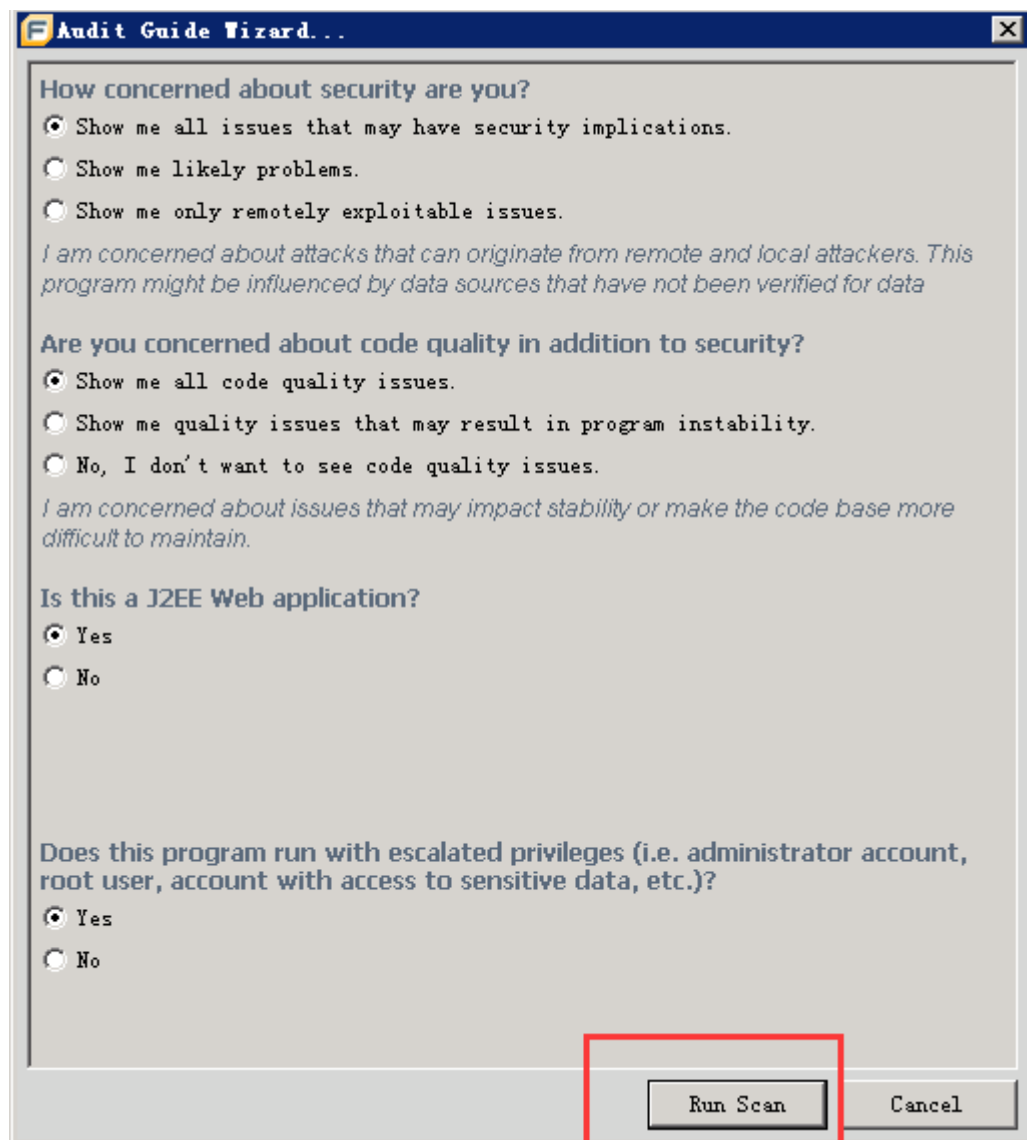 F Audit Guide Wizard...
How concerned about security are you?
Show me all issues that may have security implications.
Show me likely problems.
Show me only remotely exploitable issues.
I am concerned about attacks that can originate from remote and local attackers. This
program might be influenced by data sources that have not been verified for data
Are you concerned about code quality in addition to security?
Show me all code quality issues.
Show me quality issues that may result in program instability.
No, I don't want to see code quality issues.
I am concerned about issues that may impact stability or make the code base more
difficult to maintain.
Is this a J2EE Web application?
Yes
No
Does this program run with escalated privileges (i.e. administrator account,
root user, account with access to sensitive data, etc.)?
Yes
No
Run Scan Cancel